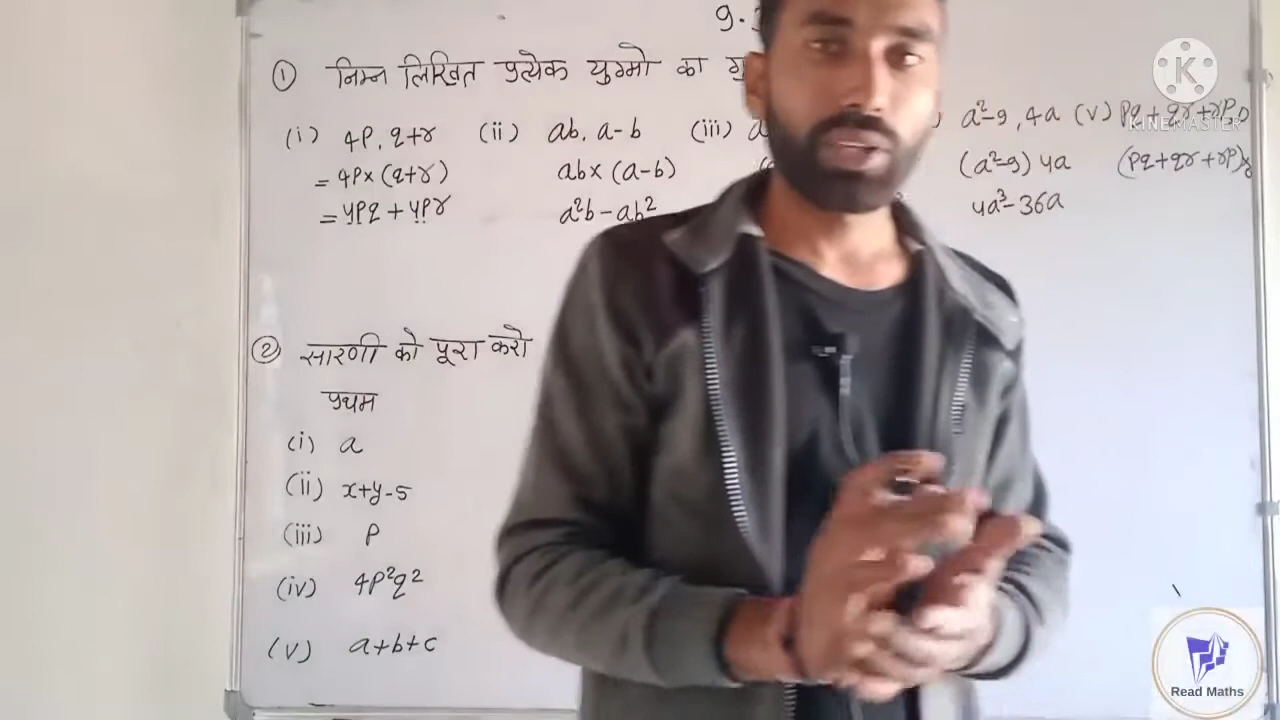 9.
① निम्न लिखित प्रत्येक युग्मो का गु
(i) 4P, q+r (ii) ab, a-b (iii) a ) a²-9, 4a (v) pq+qr+rp, 0
= 4P×(q+r) ab×(a-b) (a²-9) 4a (pq+qr+rp)×
= 4pq + 4pr a²b - ab² 4a³-36a
② सारणी को पूरा करो
प्रथम
(i) a
(ii) x+y-5
(iii) P
(iv) 4P²q²
(v) a+b+c
K
KINEMASTER
Read Maths